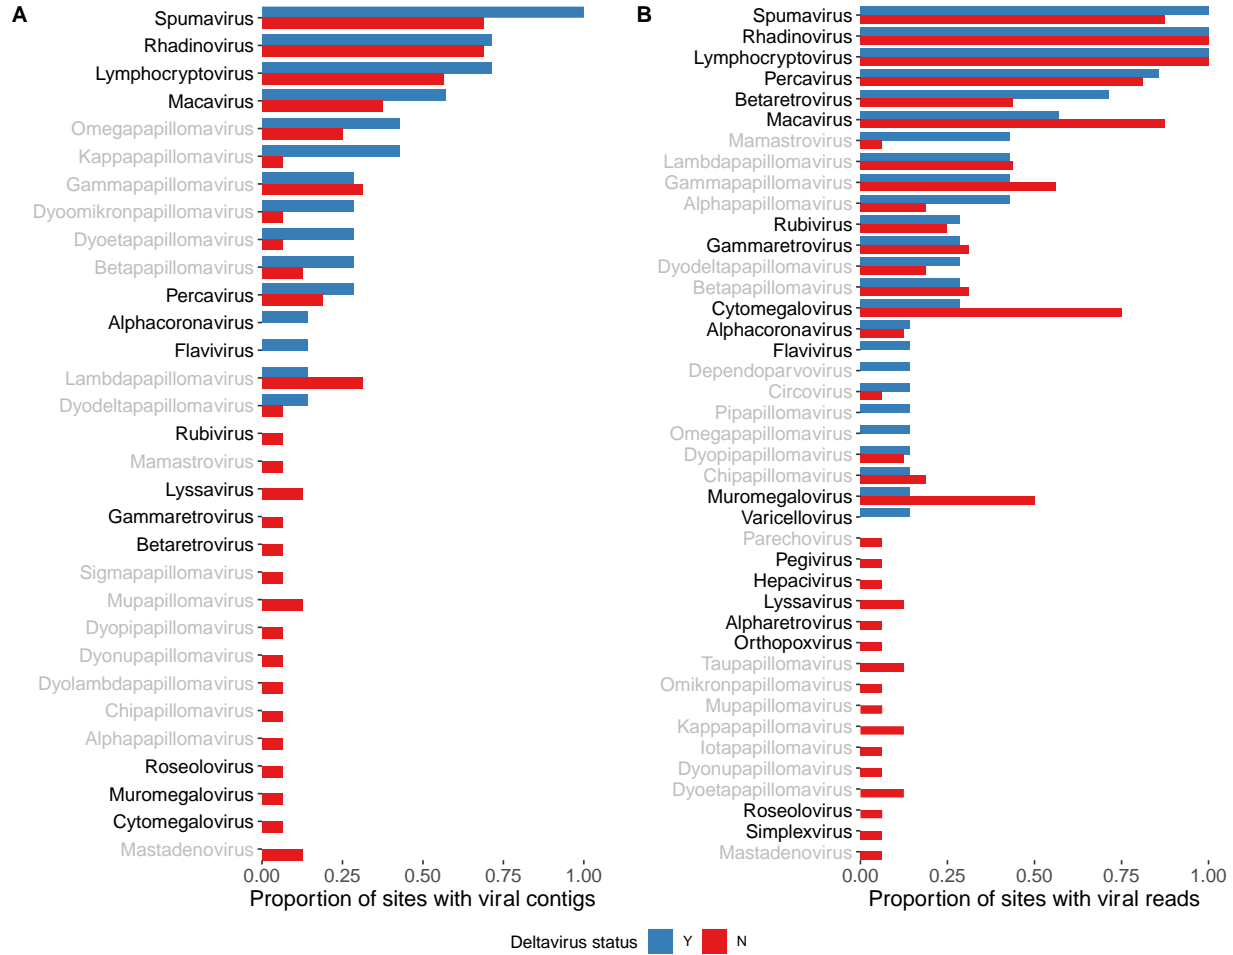 A
Spumavirus
Rhadinovirus
Lymphocryptovirus
Macavirus
Omegapapillomavirus
Kappapapillomavirus
Gammapapillomavirus
Dyoomikronpapillomavirus
Dyoetapapillomavirus
Betapapillomavirus
Percavirus
Alphacoronavirus
Flavivirus
Lambdapapillomavirus
Dyodeltapapillomavirus
Rubivirus
Mamastrovirus
Lyssavirus
Gammaretrovirus
Betaretrovirus
Sigmapapillomavirus
Mupapillomavirus
Dyopipapillomavirus
Dyonupapillomavirus
Dyolambdapapillomavirus
Chipapillomavirus
Alphapapillomavirus
Roseolovirus
Muromegalovirus
Cytomegalovirus
Mastadenovirus
0.00 0.25 0.50 0.75 1.00
Proportion of sites with viral contigs
B
Spumavirus
Rhadinovirus
Lymphocryptovirus
Percavirus
Betaretrovirus
Macavirus
Mamastrovirus
Lambdapapillomavirus
Gammapapillomavirus
Alphapapillomavirus
Rubivirus
Gammaretrovirus
Dyodeltapapillomavirus
Betapapillomavirus
Cytomegalovirus
Alphacoronavirus
Flavivirus
Dependoparvovirus
Circovirus
Pipapillomavirus
Omegapapillomavirus
Dyopipapillomavirus
Chipapillomavirus
Muromegalovirus
Varicellovirus
Parechovirus
Pegivirus
Hepacivirus
Lyssavirus
Alpharetrovirus
Orthopoxvirus
Taupapillomavirus
Omikronpapillomavirus
Mupapillomavirus
Kappapapillomavirus
Iotapapillomavirus
Dyonupapillomavirus
Dyoetapapillomavirus
Roseolovirus
Simplexvirus
Mastadenovirus
0.00 0.25 0.50 0.75 1.00
Proportion of sites with viral reads
Deltavirus status Y N